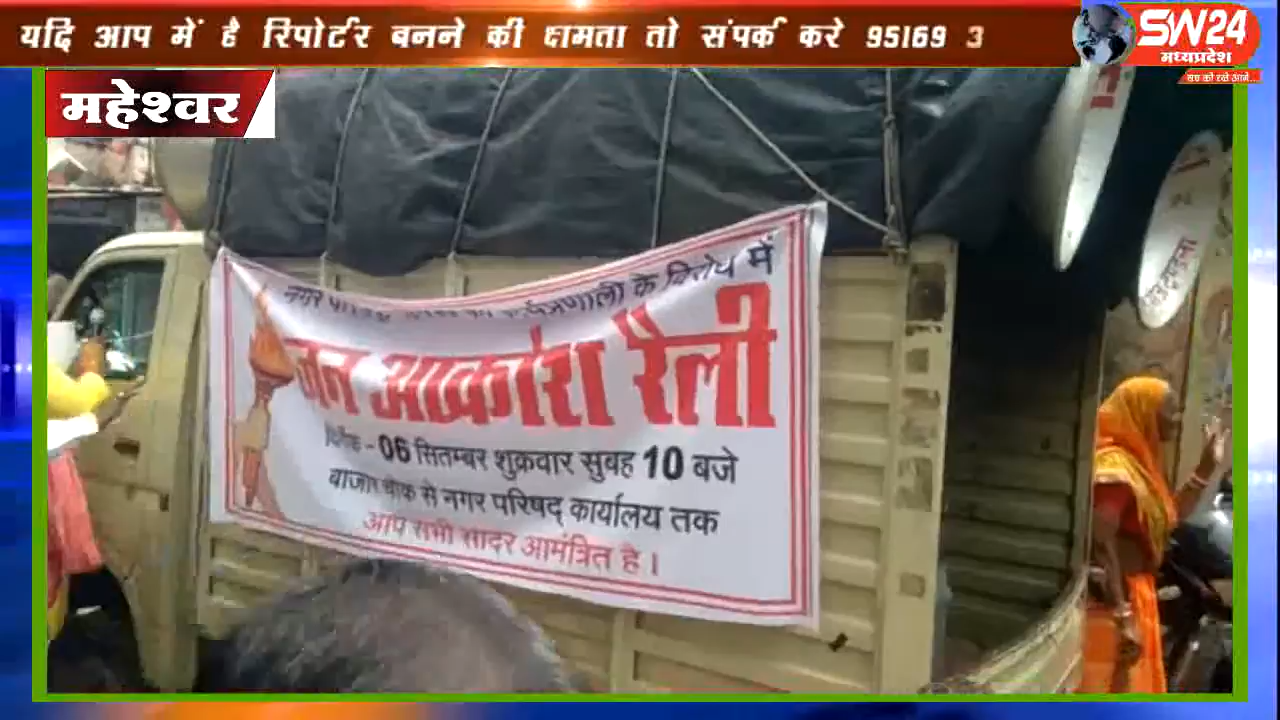 यदि आप में है रिपोर्टर बनने की क्षमता तो संपर्क करे 95169 3
SW24
मध्यप्रदेश
महेश्वर
नगर के विरोध में
जन आक्रोश रैली
दिनाँक - 06 सितम्बर शुक्रवार सुबह 10 बजे
बाजार चौक से नगर परिषद् कार्यालय तक
आप सभी सादर आमंत्रित है ।